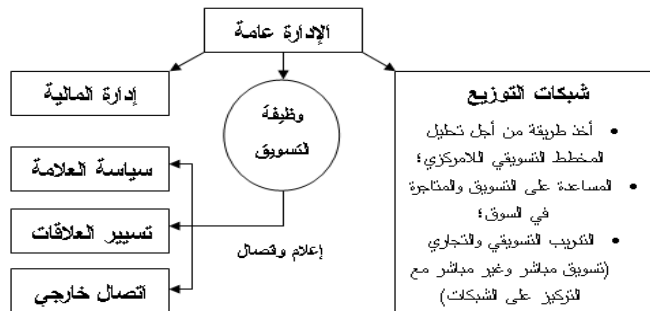 الإدارة عامة
إدارة المالية
وظيفة
التسويق
سياسة العلامة
تسيير العلاقات
اتصال خارجي
إعلام واتصال
شبكات التوزيع
• أخذ طريقة من أجل تحليل
المخطط التسويقي اللامركزي؛
• المساعدة على التسويق والمتاجرة
في السوق؛
• التدريب التسويقي والتجاري
(تسويق مباشر وغير مباشر مع
التركيز على الشبكات)